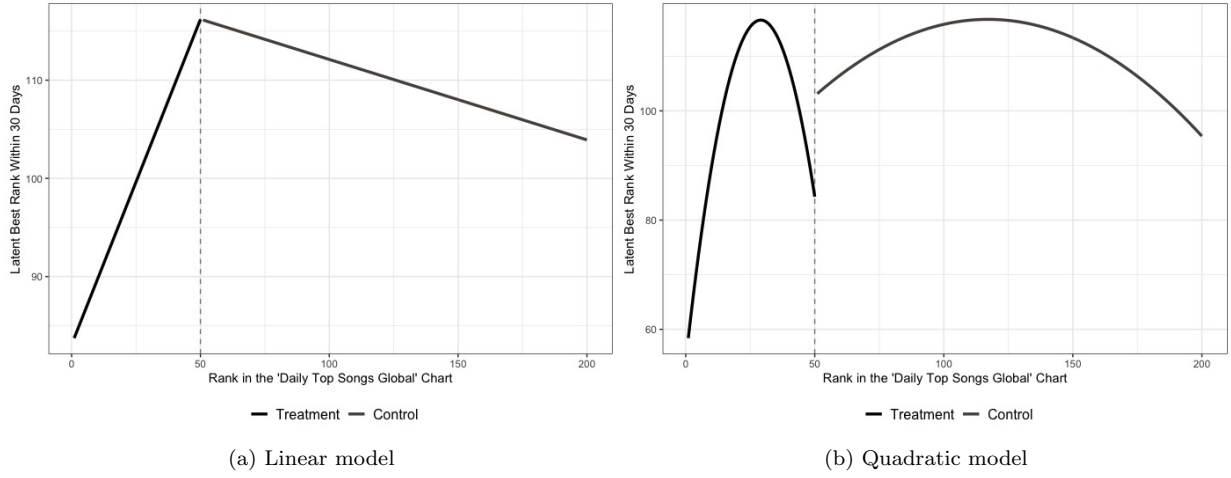 Latent Best Rank Within 30 Days
110
100
90
0 50 100 150 200
Rank in the 'Daily Top Songs Global' Chart
Treatment Control
(a) Linear model
Latent Best Rank Within 30 Days
100
80
60
0 50 100 150 200
Rank in the 'Daily Top Songs Global' Chart
Treatment Control
(b) Quadratic model